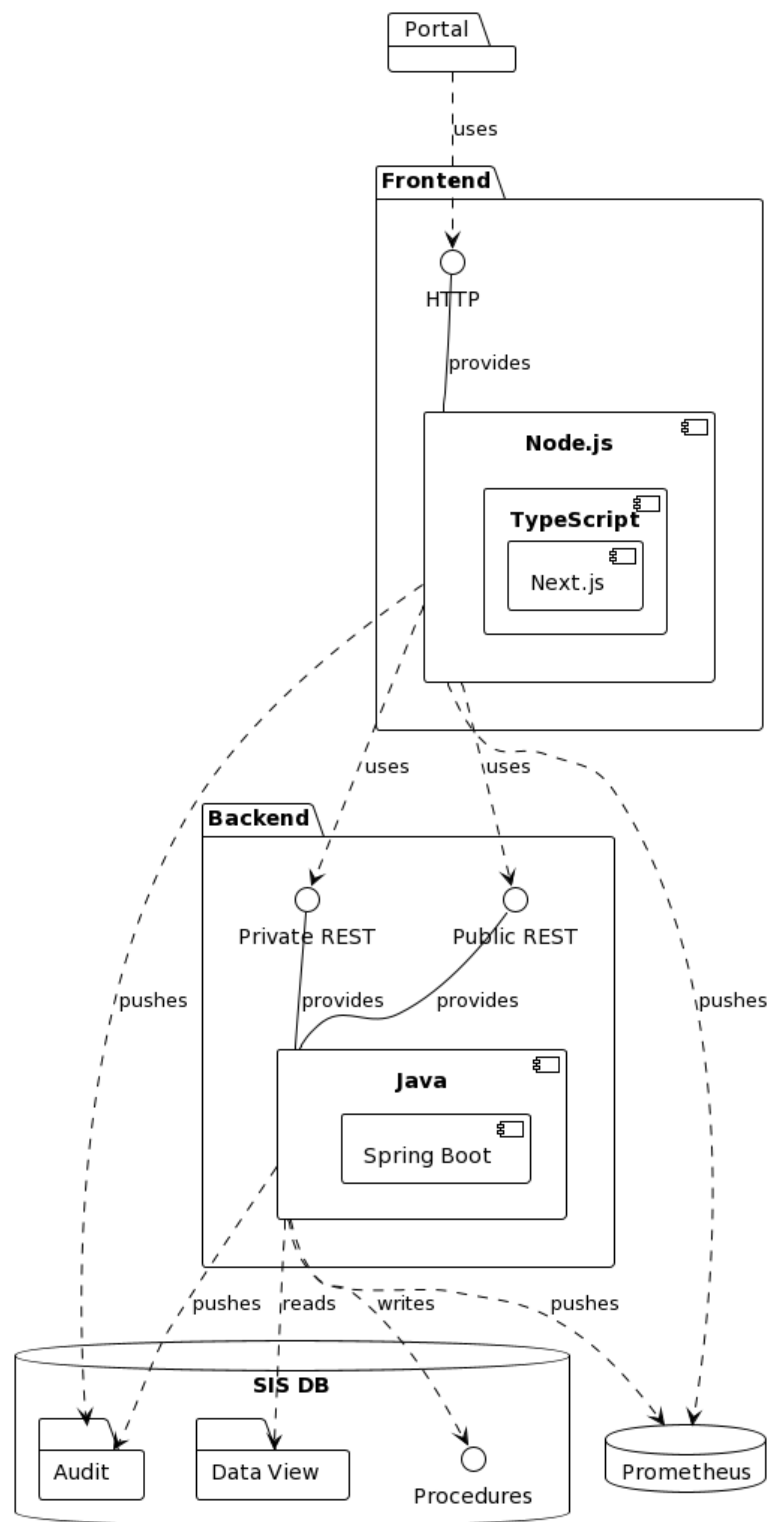 Portal
uses
Frontend
HTTP
provides
Node.js
TypeScript
Next.js
uses
uses
Backend
Private REST
Public REST
pushes
provides
provides
pushes
Java
Spring Boot
pushes
reads
writes
pushes
SIS DB
Audit
Data View
Procedures
Prometheus